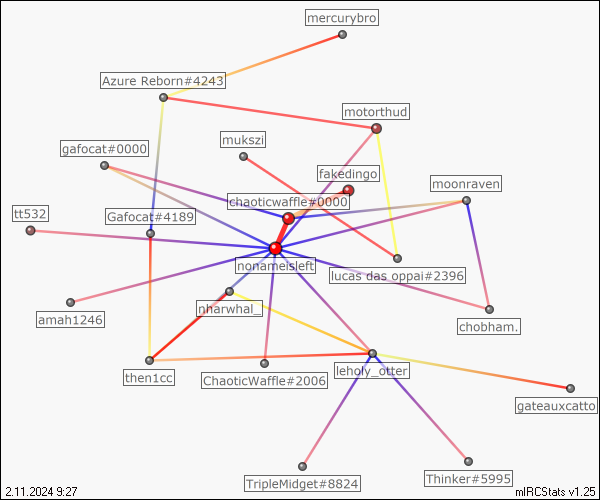 mercurybro
Azure Reborn#4243
motorthud
mukszi
gafocat#0000
fakedingo
moonraven
chaoticwaffle#0000
tt532
Gafocat#4189
nonameisleft
lucas das_oppai#2396
nharwhal_
amah1246
chobham.
leholy_otter
then1cc
ChaoticWaffle#2006
gateauxcatto
TripleMidget#8824
Thinker#5995
2.11.2024 9:27
mIRCStats v1.25